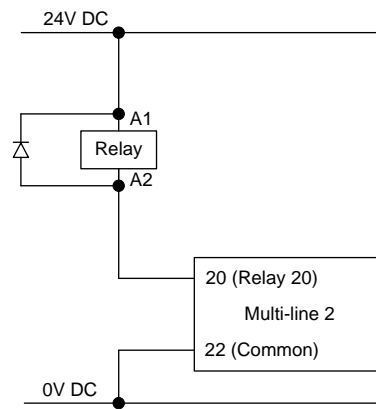 24V DC
A1
Relay
A2
20 (Relay 20)
Multi-line 2
22 (Common)
0V DC